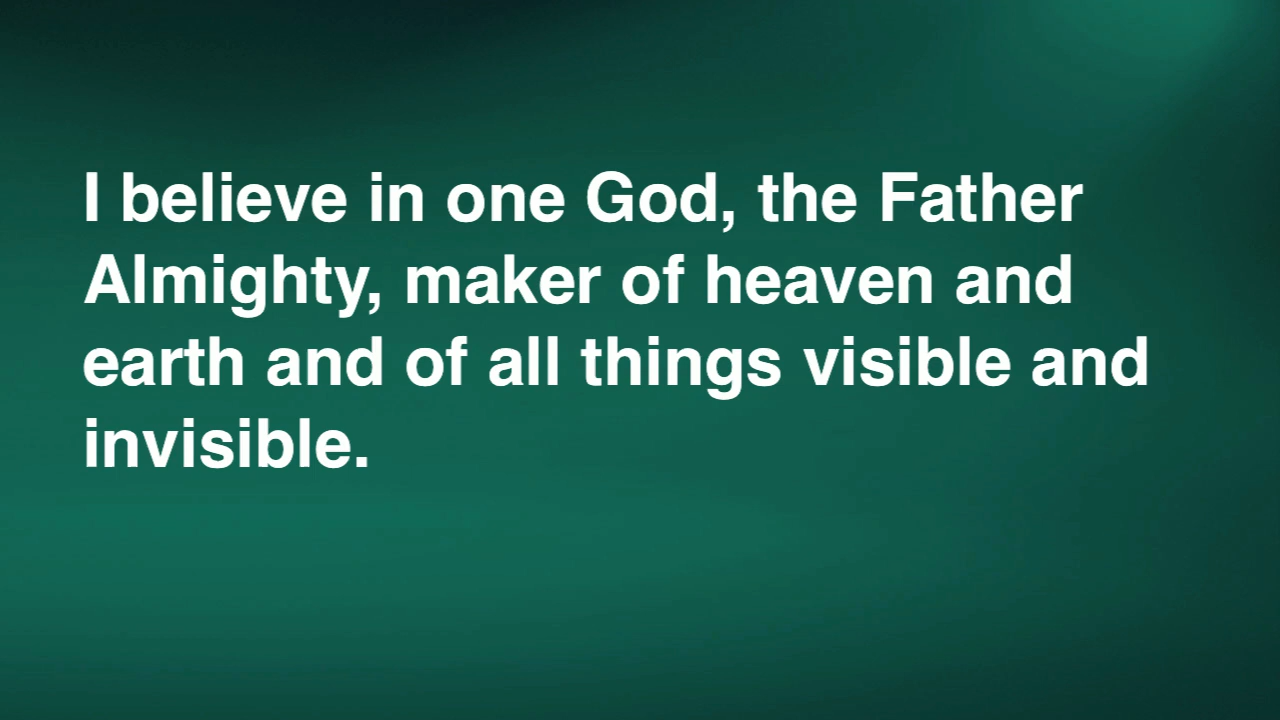 I believe in one God, the Father
Almighty, maker of heaven and
earth and of all things visible and
invisible.